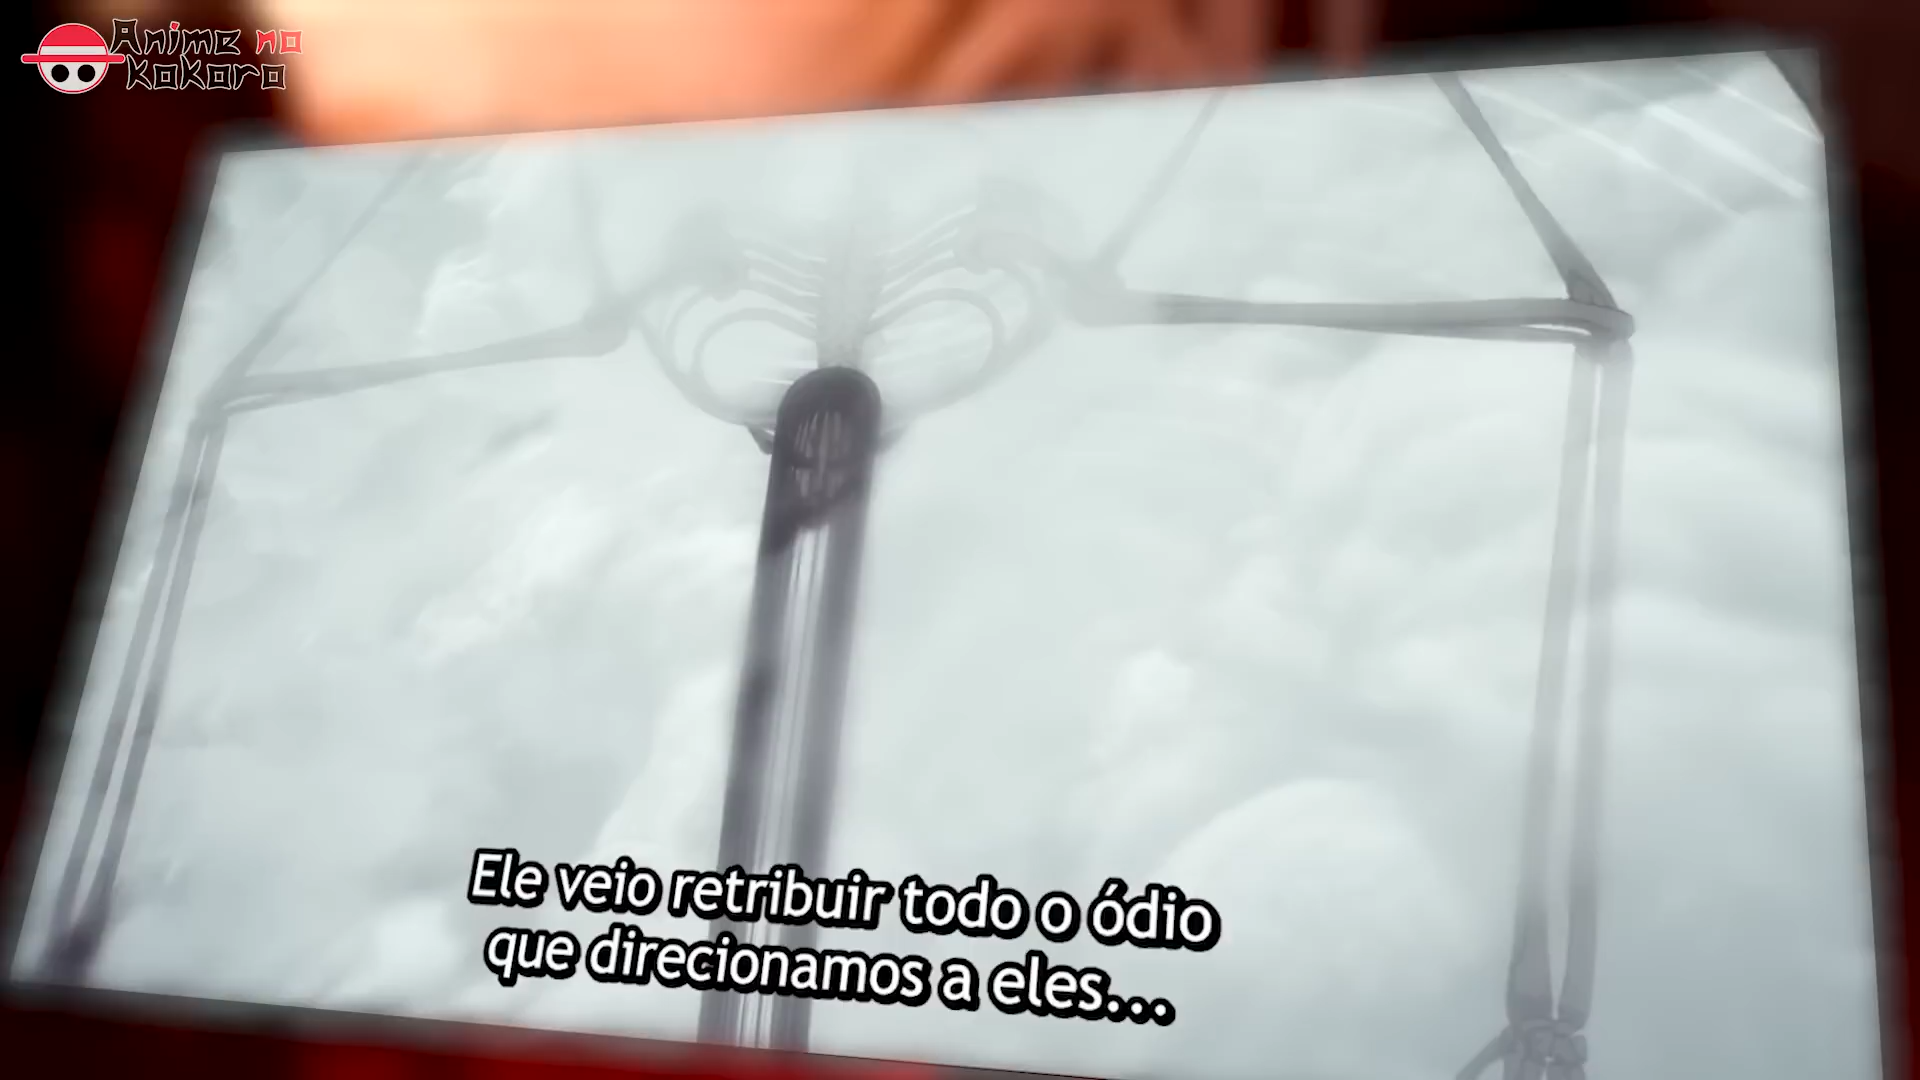 Anime no
Kokoro
Ele veio retribuir todo o ódio
que direcionamos a eles...